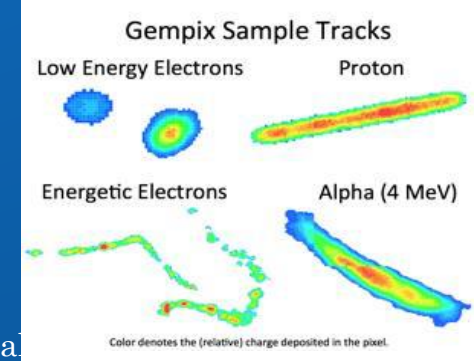 Gempix Sample Tracks
Low Energy Electrons Proton
Energetic Electrons Alpha (4 MeV)
Color denotes the (relative) charge deposited in the pixel.